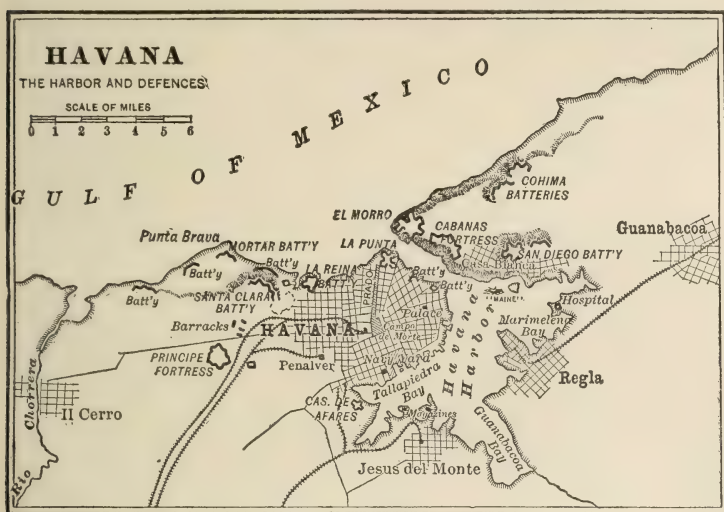 HAVANA
THE HARBOR AND DEFENCES
SCALE OF MILES
0 1 2 3 4 5 6
GULF OF MEXICO
COHIMA
BATTERIES
EL MORRO
CABANAS
FORTRESS
Guanabacoa
Punta Brava
MORTAR BATT'Y
LA PUNTA
SAN DIEGO BATT'Y
Casa Blanca
Batt'y
Batt'y
LA REINA
BATT'Y
Batt'y
Batt'y
Batt'y
SANTA CLARA
BATT'Y
PRADO
"MAINE"
Hospital
Palace
Marimelena
Bay
Barracks
HAVANA
Campo
de Marte
Havana
Harbor
PRINCIPE
FORTRESS
Penalver
Navy Yard
Tallapiedra
Bay
Regla
Chorrera
Il Cerro
CAS. DE
AFARES
Magazines
Guanabacoa
Bay
Jesus del Monte
Rio